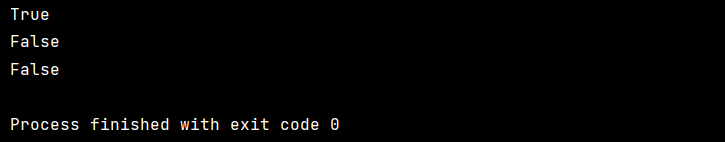 True
False
False
Process finished with exit code 0